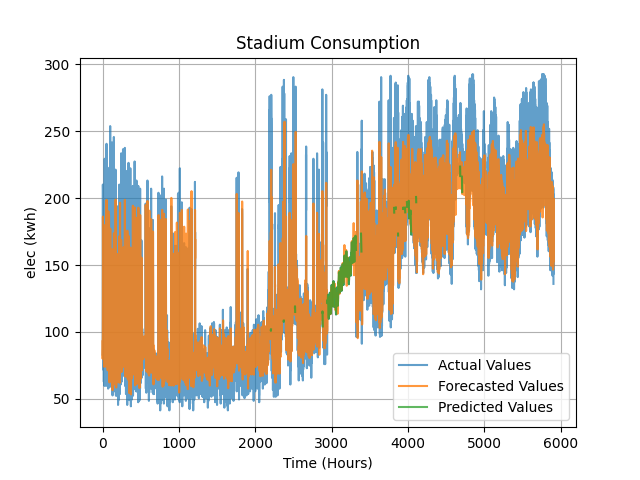 Stadium Consumption
300
250
200
150
100
50
elec (kwh)
0 1000 2000 3000 4000 5000 6000
Time (Hours)
Actual Values
Forecasted Values
Predicted Values